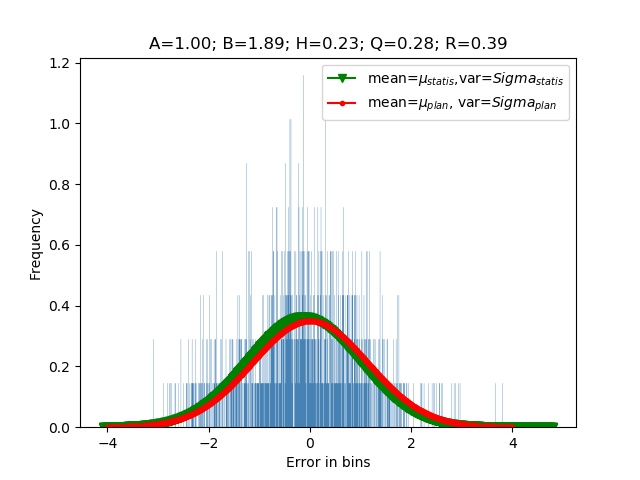 A=1.00; B=1.89; H=0.23; Q=0.28; R=0.39
mean=μstatis,var=Sigmastatis
mean=μplan, var=Sigmaplan
Frequency
1.2
1.0
0.8
0.6
0.4
0.2
0.0
−4 −2 0 2 4
Error in bins